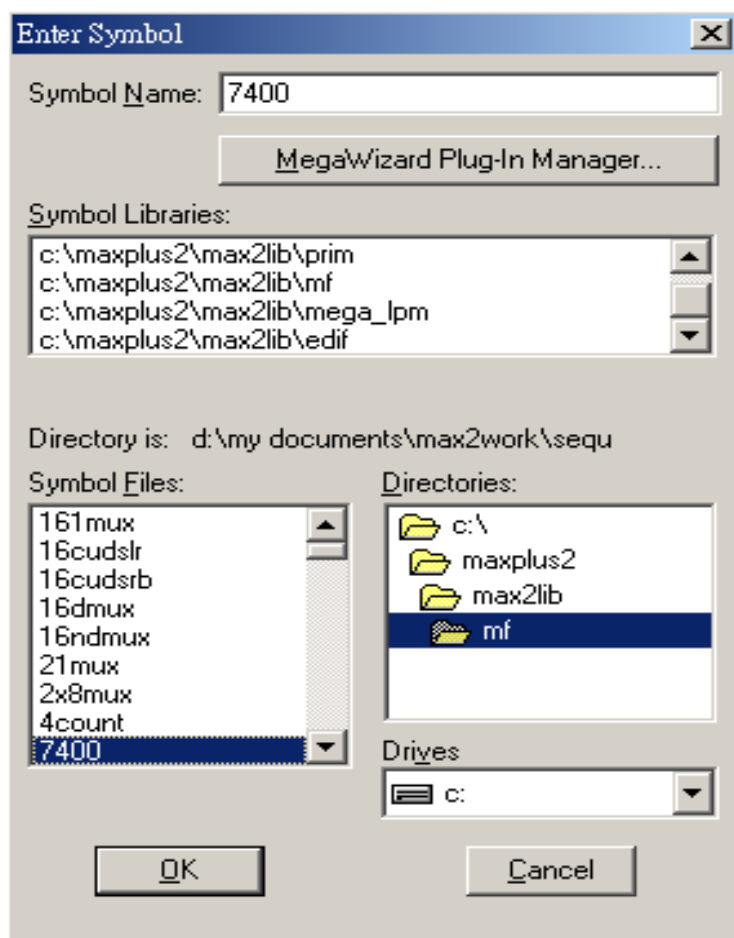 Enter Symbol
Symbol Name: 7400
MegaWizard Plug-In Manager...
Symbol Libraries:
c:\maxplus2\max2lib\prim
c:\maxplus2\max2lib\mf
c:\maxplus2\max2lib\mega_lpm
c:\maxplus2\max2lib\edif
Directory is: d:\my documents\max2work\sequ
Symbol Files:
161mux
16cudslr
16cudsrb
16dmux
16ndmux
21mux
2x8mux
4count
7400
Directories:
c:\
maxplus2
max2lib
mf
Drives
c:
OK
Cancel